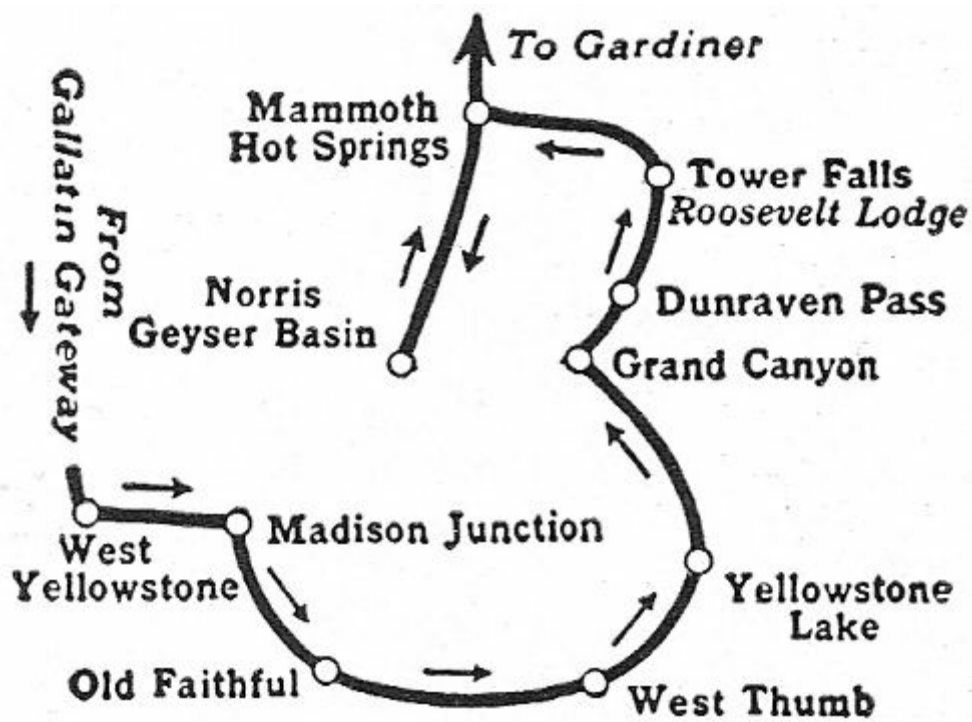 To Gardiner
Mammoth
Hot Springs
Tower Falls
Roosevelt Lodge
From
Gallatin Gateway
Norris
Geyser Basin
Dunraven Pass
Grand Canyon
West
Yellowstone
Madison Junction
Yellowstone
Lake
Old Faithful
West Thumb